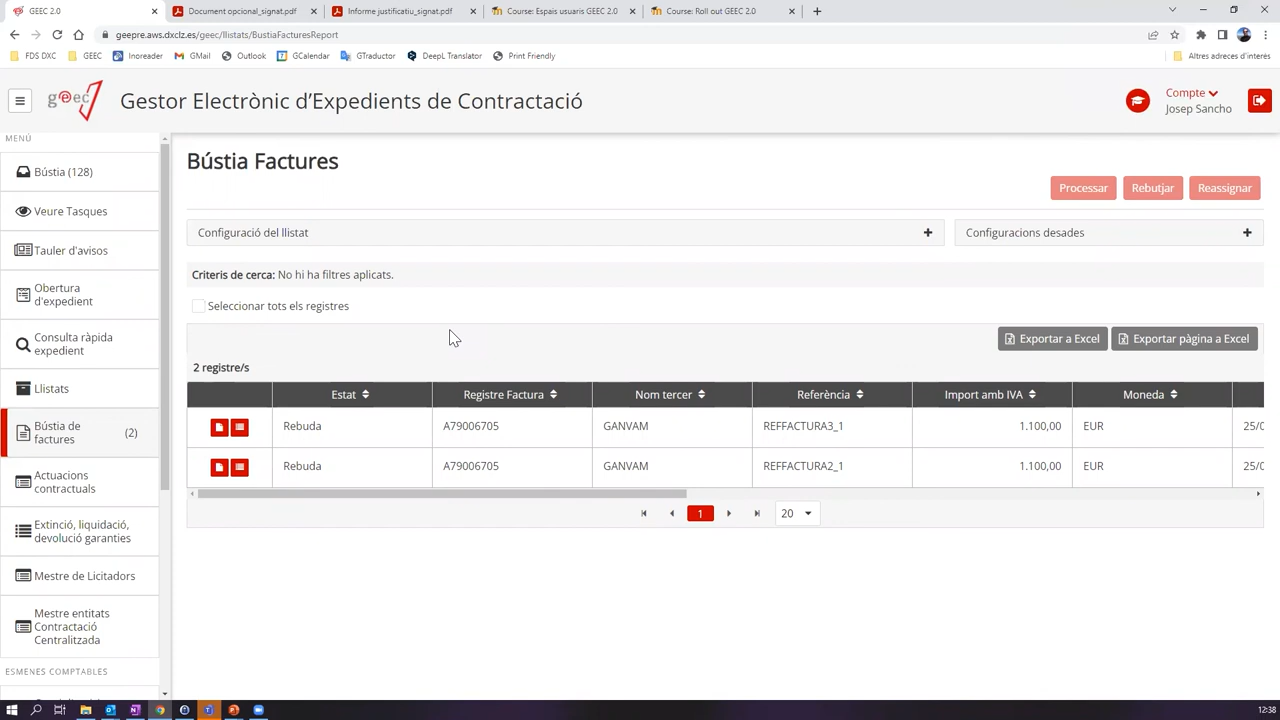 GEEC 2.0
Document opcional_signat.pdf
Informe justificatiu_signat.pdf
Course: Espais usuaris GEEC 2.0
Course: Roll out GEEC 2.0
geepre.aws.dxclz.es/geec/llistats/BustiaFacturesReport
FDS DXC
GEEC
Inoreader
GMail
Outlook
GCalendar
GTraductor
DeepL Translator
Print Friendly
Altres adreces d'interès
geec
Gestor Electrònic d'Expedients de Contractació
Compte
Josep Sancho
MENÚ
Bústia (128)
Veure Tasques
Tauler d'avisos
Obertura
d'expedient
Consulta ràpida
expedient
Llistats
Bústia de
factures
(2)
Actuacions
contractuals
Extinció, liquidació,
devolució garanties
Mestre de Licitadors
Mestre entitats
Contractació
Centralitzada
ESMENES COMPTABLES
Bústia Factures
Processar
Rebutjar
Reassignar
Configuració del llistat
Configuracions desades
Criteris de cerca: No hi ha filtres aplicats.
Seleccionar tots els registres
Exportar a Excel
Exportar pàgina a Excel
2 registre/s
Estat Registre Factura Nom tercer Referència Import amb IVA Moneda
Rebuda A79006705 GANVAM REFFACTURA3_1 1.100,00 EUR 25/0
Rebuda A79006705 GANVAM REFFACTURA2_1 1.100,00 EUR 25/0
1
20
12:38